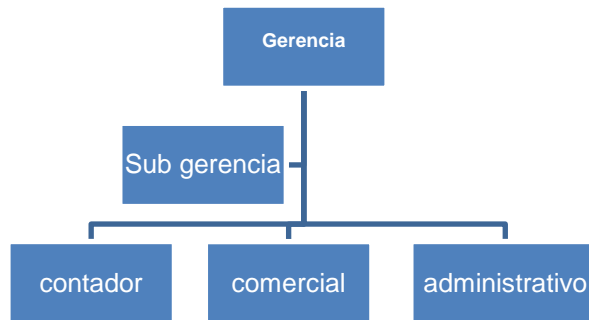 Gerencia
Sub gerencia
contador
comercial
administrativo